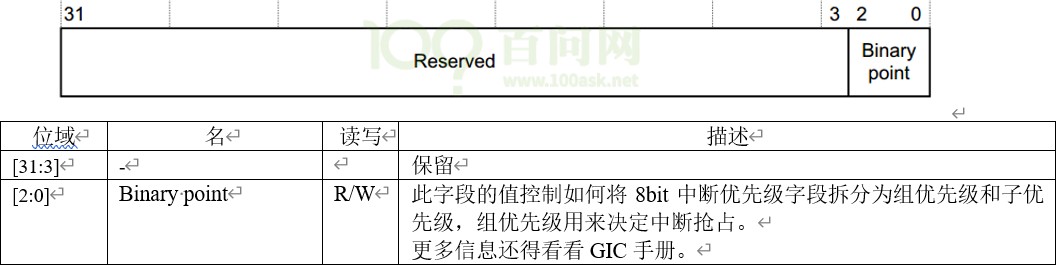 31 3 2 0
Reserved
Binary
point
100 百问网
www.100ask.net
位域 名 读写 描述
[31:3] - 保留
[2:0] Binary point R/W 此字段的值控制如何将 8bit 中断优先级字段拆分为组优先级和子优
先级，组优先级用来决定中断抢占。
更多信息还得看看 GIC 手册。